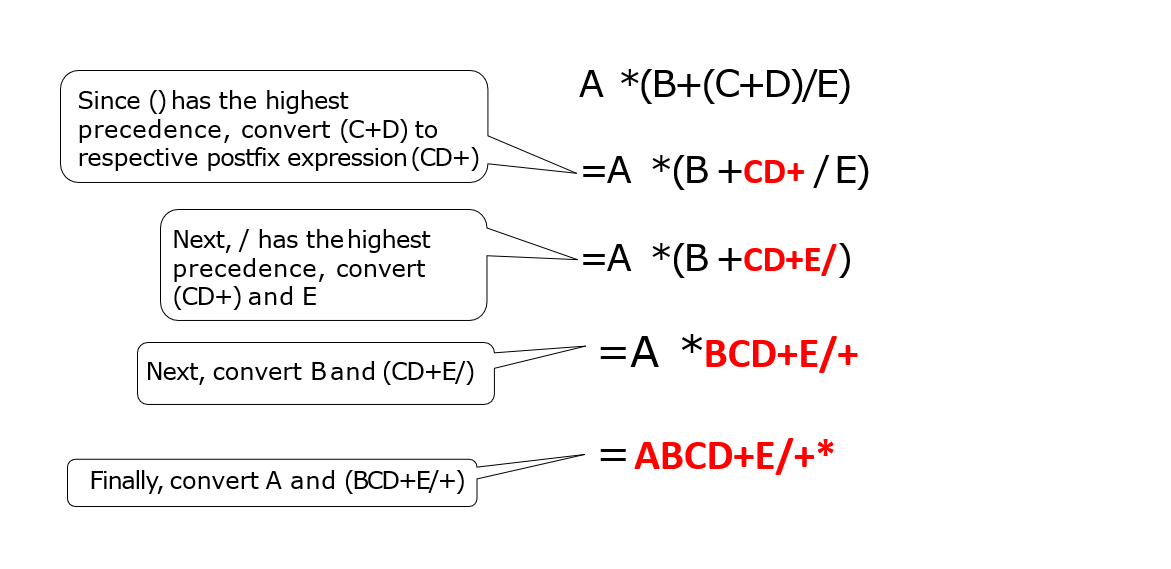 A *(B+(C+D)/E)
Since () has the highest
precedence, convert (C+D) to
respective postfix expression (CD+)
=A *(B +CD+ / E)
Next, / has the highest
precedence, convert
(CD+) and E
=A *(B +CD+E/)
Next, convert B and (CD+E/)
=A *BCD+E/+
Finally, convert A and (BCD+E/+)
= ABCD+E/+*